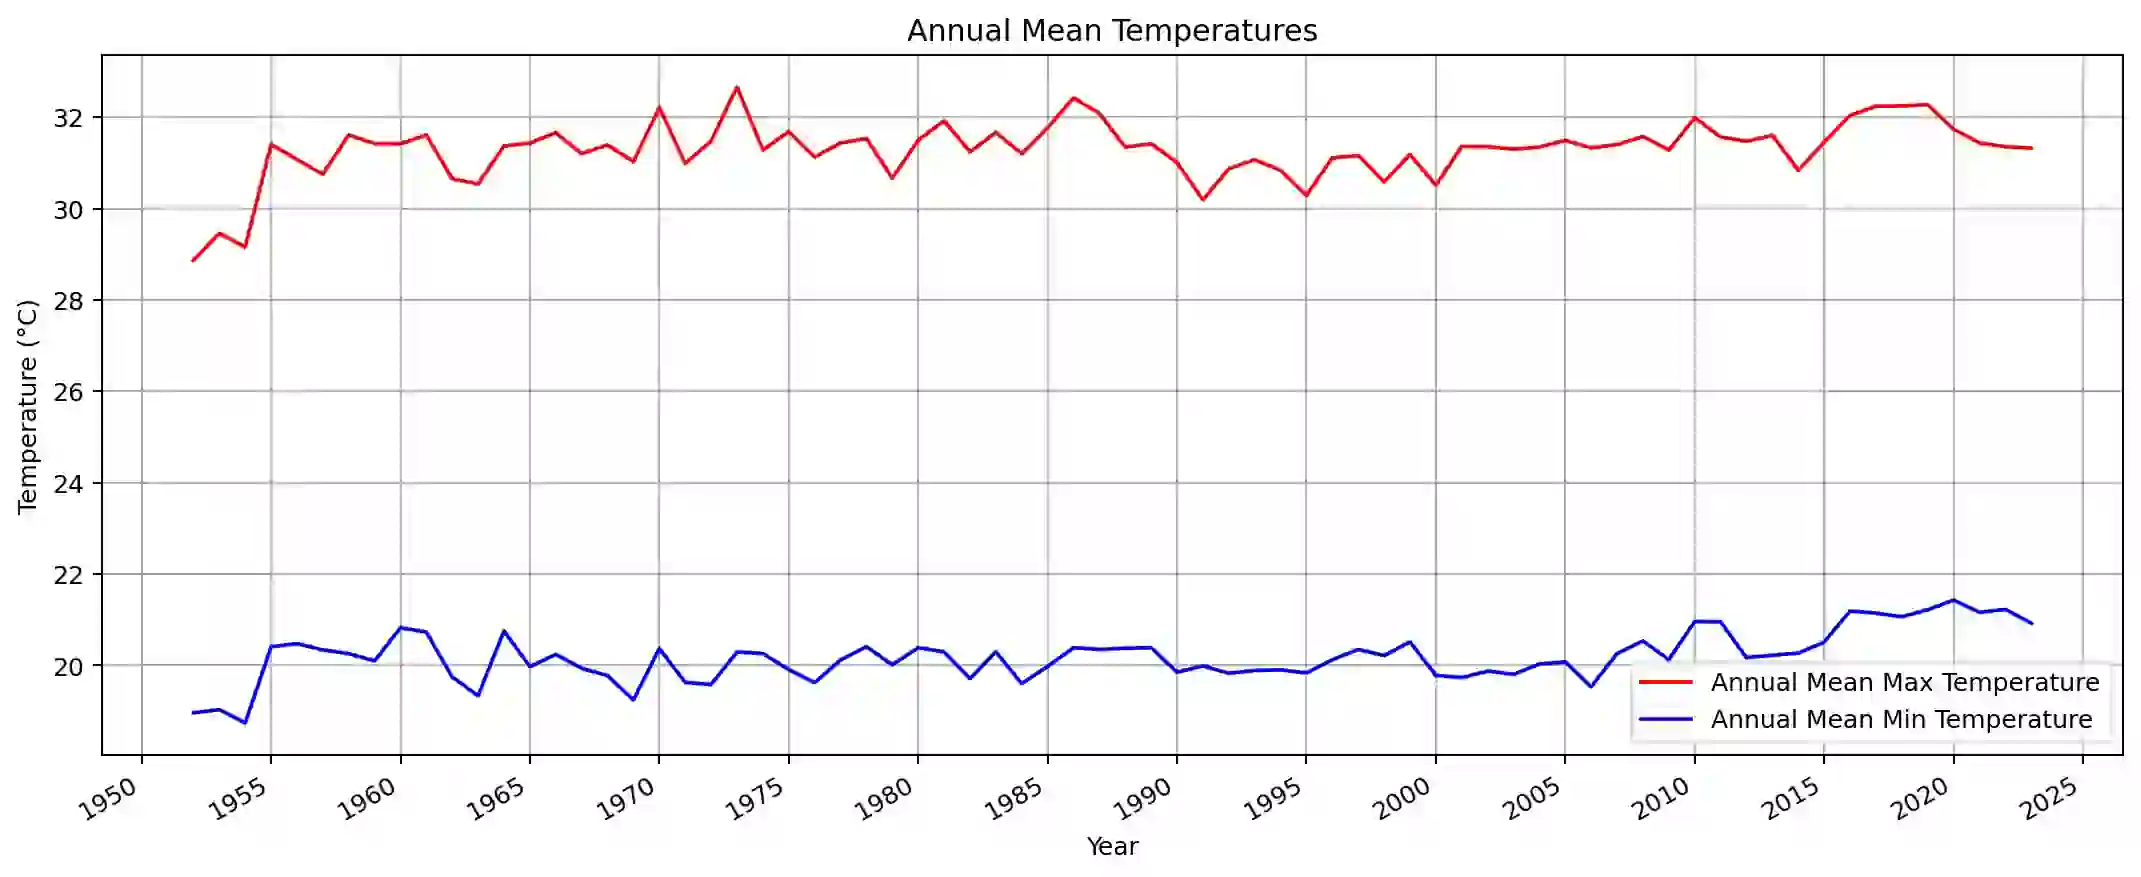 Annual Mean Temperatures
32
30
28
26
24
22
20
Temperature (°C)
Annual Mean Max Temperature
Annual Mean Min Temperature
1950 1955 1960 1965 1970 1975 1980 1985 1990 1995 2000 2005 2010 2015 2020 2025
Year